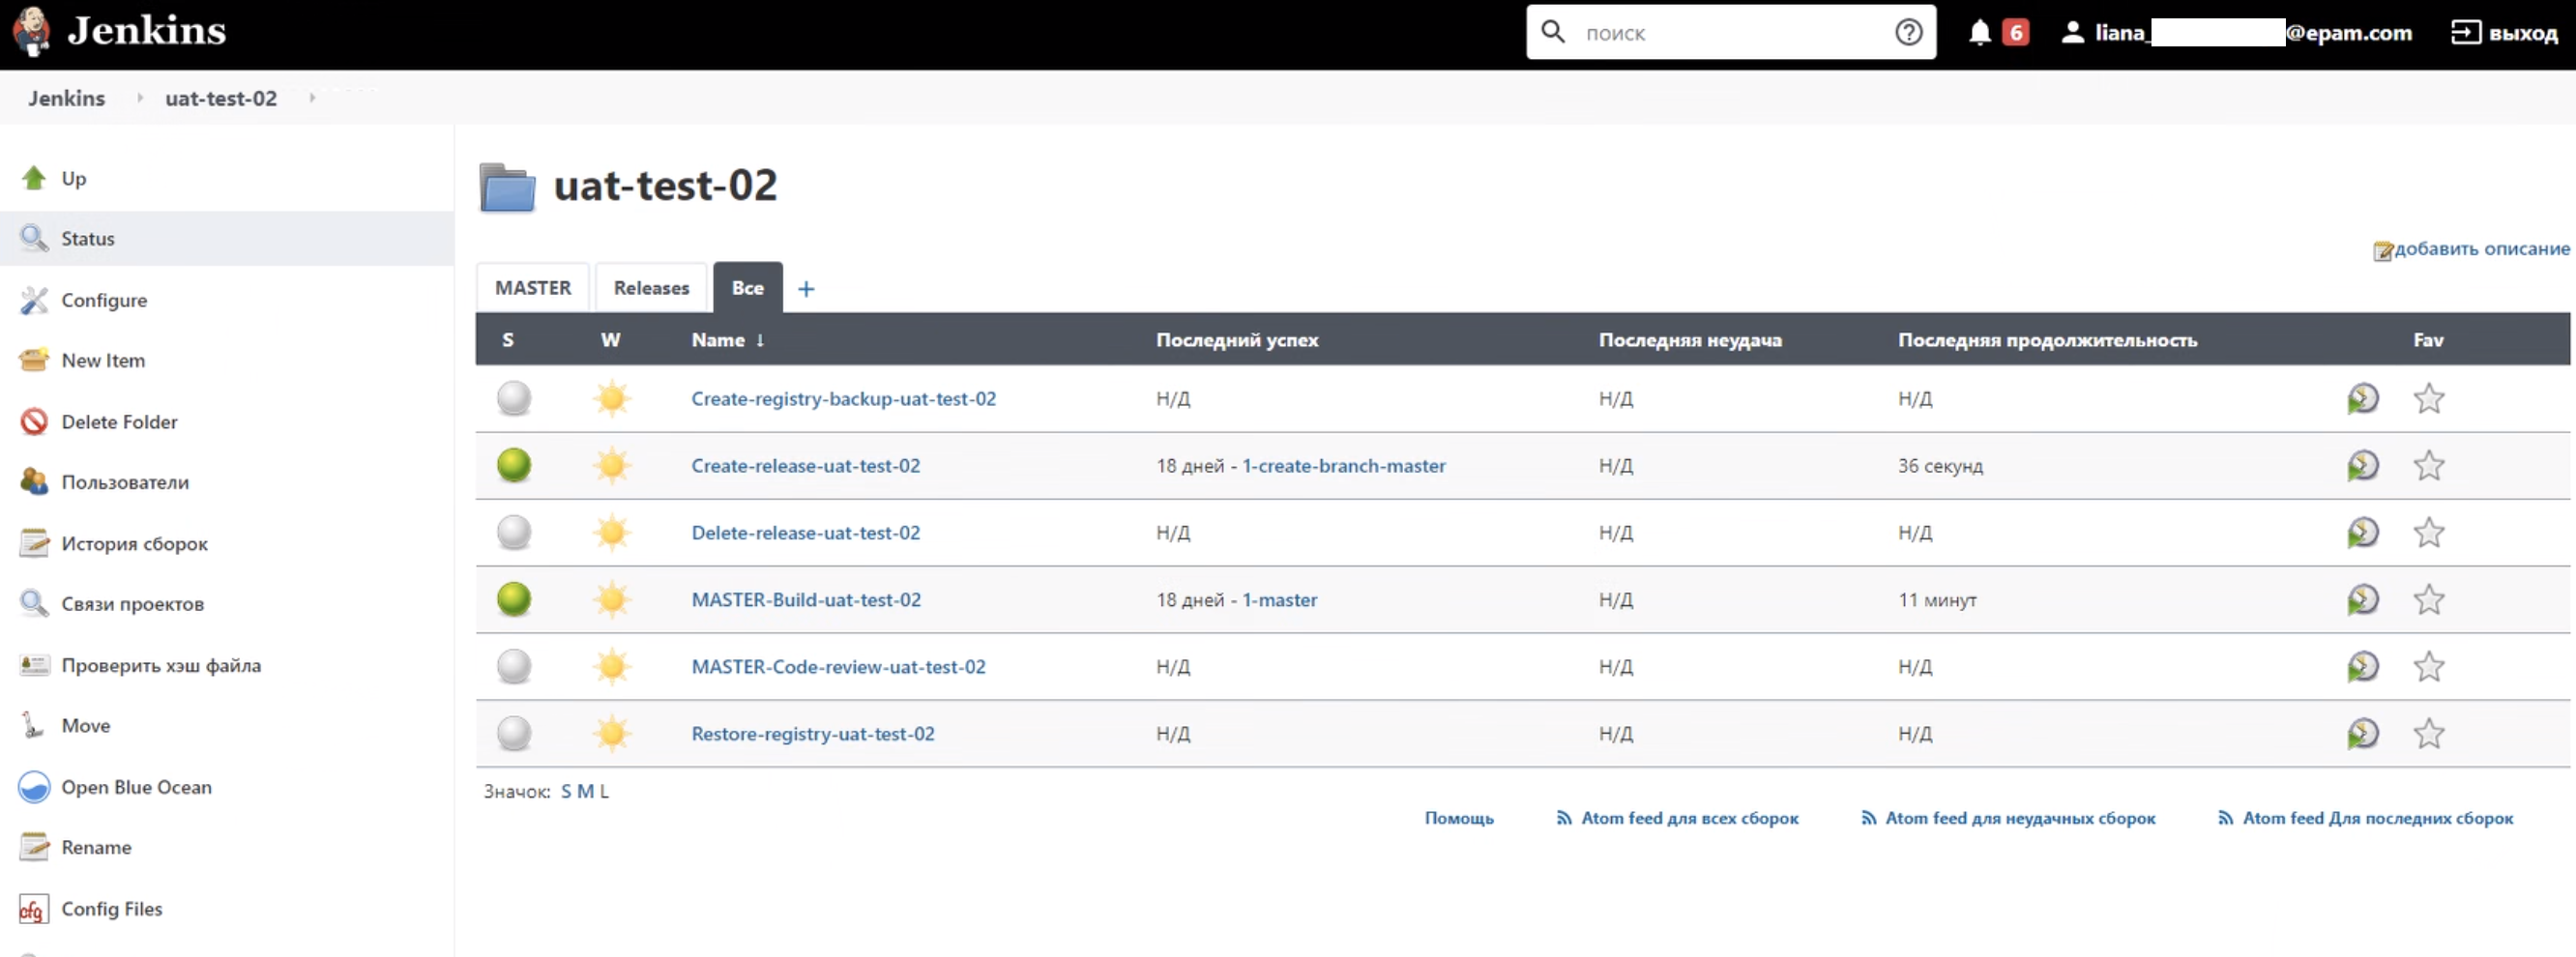 Jenkins
поиск
6
liana_ @epam.com
выход
Jenkins
uat-test-02
Up
Status
Configure
New Item
Delete Folder
Пользователи
История сборок
Связи проектов
Проверить хэш файла
Move
Open Blue Ocean
Rename
cfg Config Files
uat-test-02
добавить описание
MASTER Releases Все +
S W Name ↓ Последний успех Последняя неудача Последняя продолжительность Fav
Create-registry-backup-uat-test-02 Н/Д Н/Д Н/Д
Create-release-uat-test-02 18 дней - 1-create-branch-master Н/Д 36 секунд
Delete-release-uat-test-02 Н/Д Н/Д Н/Д
MASTER-Build-uat-test-02 18 дней - 1-master Н/Д 11 минут
MASTER-Code-review-uat-test-02 Н/Д Н/Д Н/Д
Restore-registry-uat-test-02 Н/Д Н/Д Н/Д
Значок: S M L
Помощь Atom feed для всех сборок Atom feed для неудачных сборок Atom feed Для последних сборок